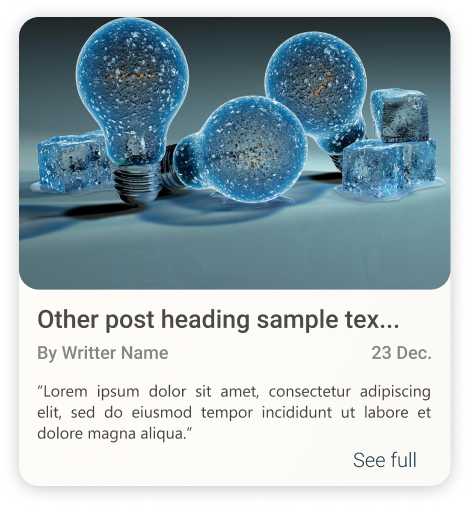 Other post heading sample tex...
By Writter Name 23 Dec.
“Lorem ipsum dolor sit amet, consectetur adipiscing
elit, sed do eiusmod tempor incididunt ut labore et
dolore magna aliqua.”
See full